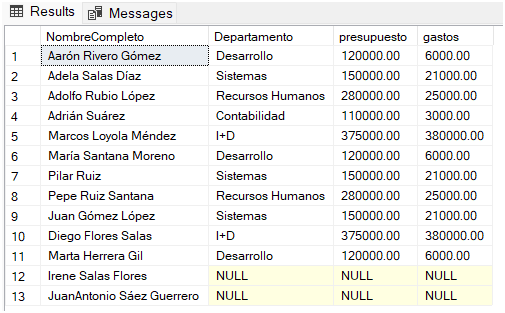 Results Messages
NombreCompleto Departamento presupuesto gastos
1 Aarón Rivero Gómez Desarrollo 120000.00 6000.00
2 Adela Salas Díaz Sistemas 150000.00 21000.00
3 Adolfo Rubio López Recursos Humanos 280000.00 25000.00
4 Adrián Suárez Contabilidad 110000.00 3000.00
5 Marcos Loyola Méndez I+D 375000.00 380000.00
6 María Santana Moreno Desarrollo 120000.00 6000.00
7 Pilar Ruiz Sistemas 150000.00 21000.00
8 Pepe Ruiz Santana Recursos Humanos 280000.00 25000.00
9 Juan Gómez López Sistemas 150000.00 21000.00
10 Diego Flores Salas I+D 375000.00 380000.00
11 Marta Herrera Gil Desarrollo 120000.00 6000.00
12 Irene Salas Flores NULL NULL NULL
13 JuanAntonio Sáez Guerrero NULL NULL NULL